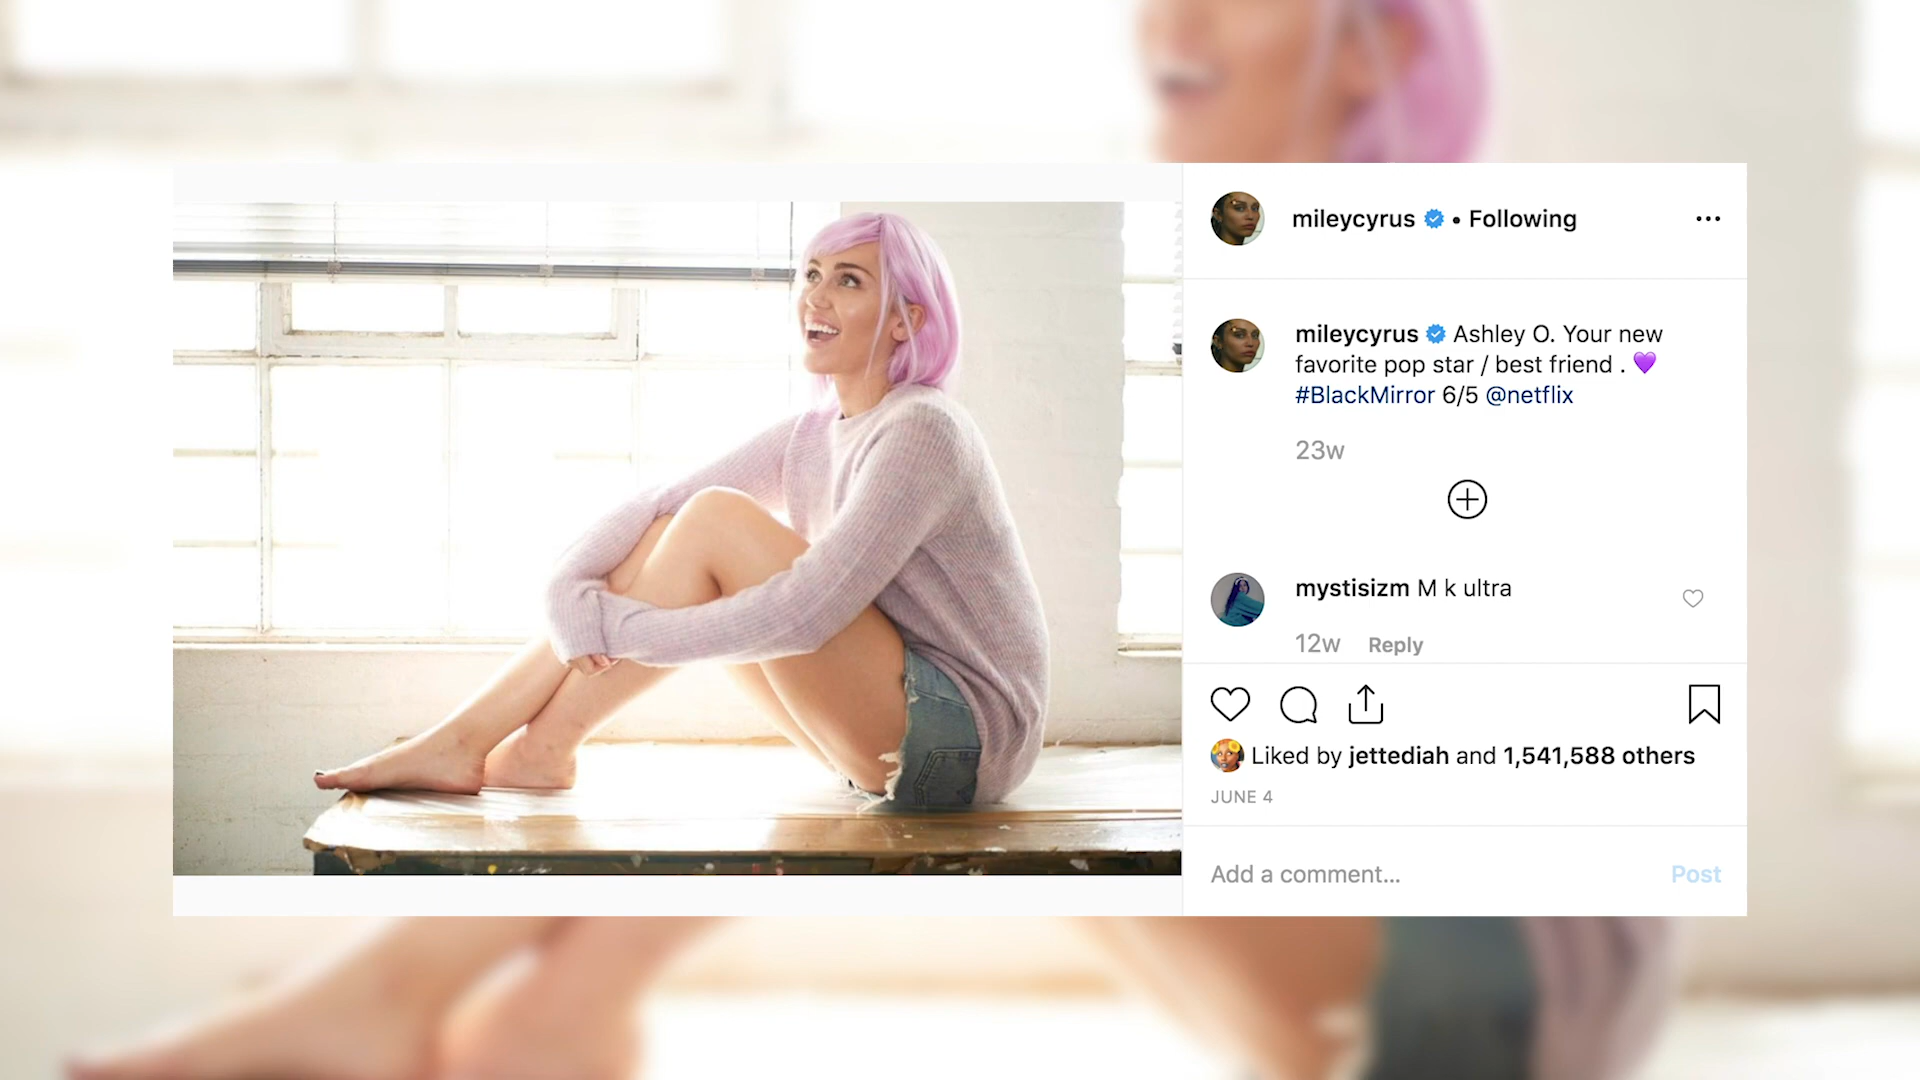 mileycyrus • Following
mileycyrus Ashley O. Your new
favorite pop star / best friend . 💜
#BlackMirror 6/5 @netflix
23w
mystisizm M k ultra
12w Reply
Liked by jettediah and 1,541,588 others
JUNE 4
Add a comment... Post